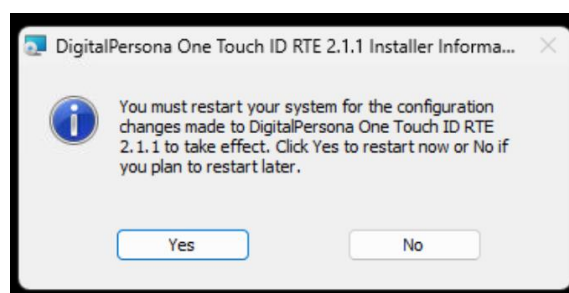 DigitalPersona One Touch ID RTE 2.1.1 Installer Informa...
You must restart your system for the configuration
changes made to DigitalPersona One Touch ID RTE
2.1.1 to take effect. Click Yes to restart now or No if
you plan to restart later.
Yes
No